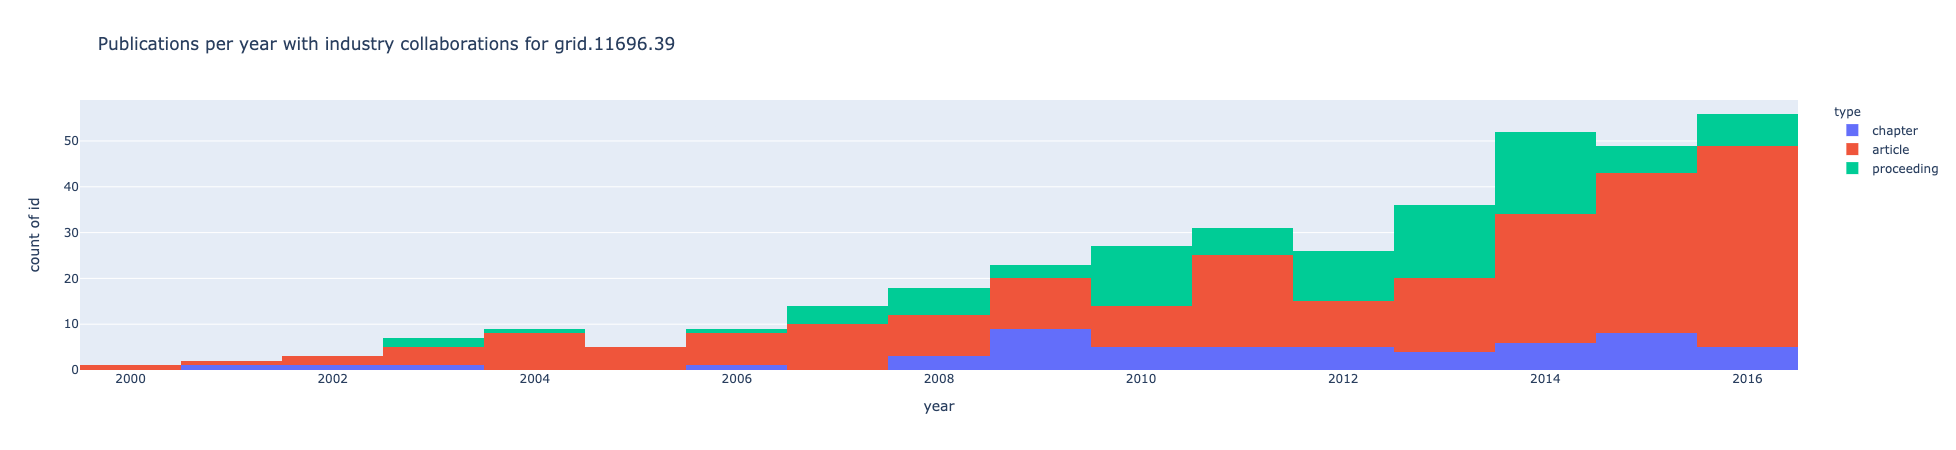 Publications per year with industry collaborations for grid.11696.39
type
chapter
article
proceeding
count of id
50
40
30
20
10
0
2000 2002 2004 2006 2008 2010 2012 2014 2016
year